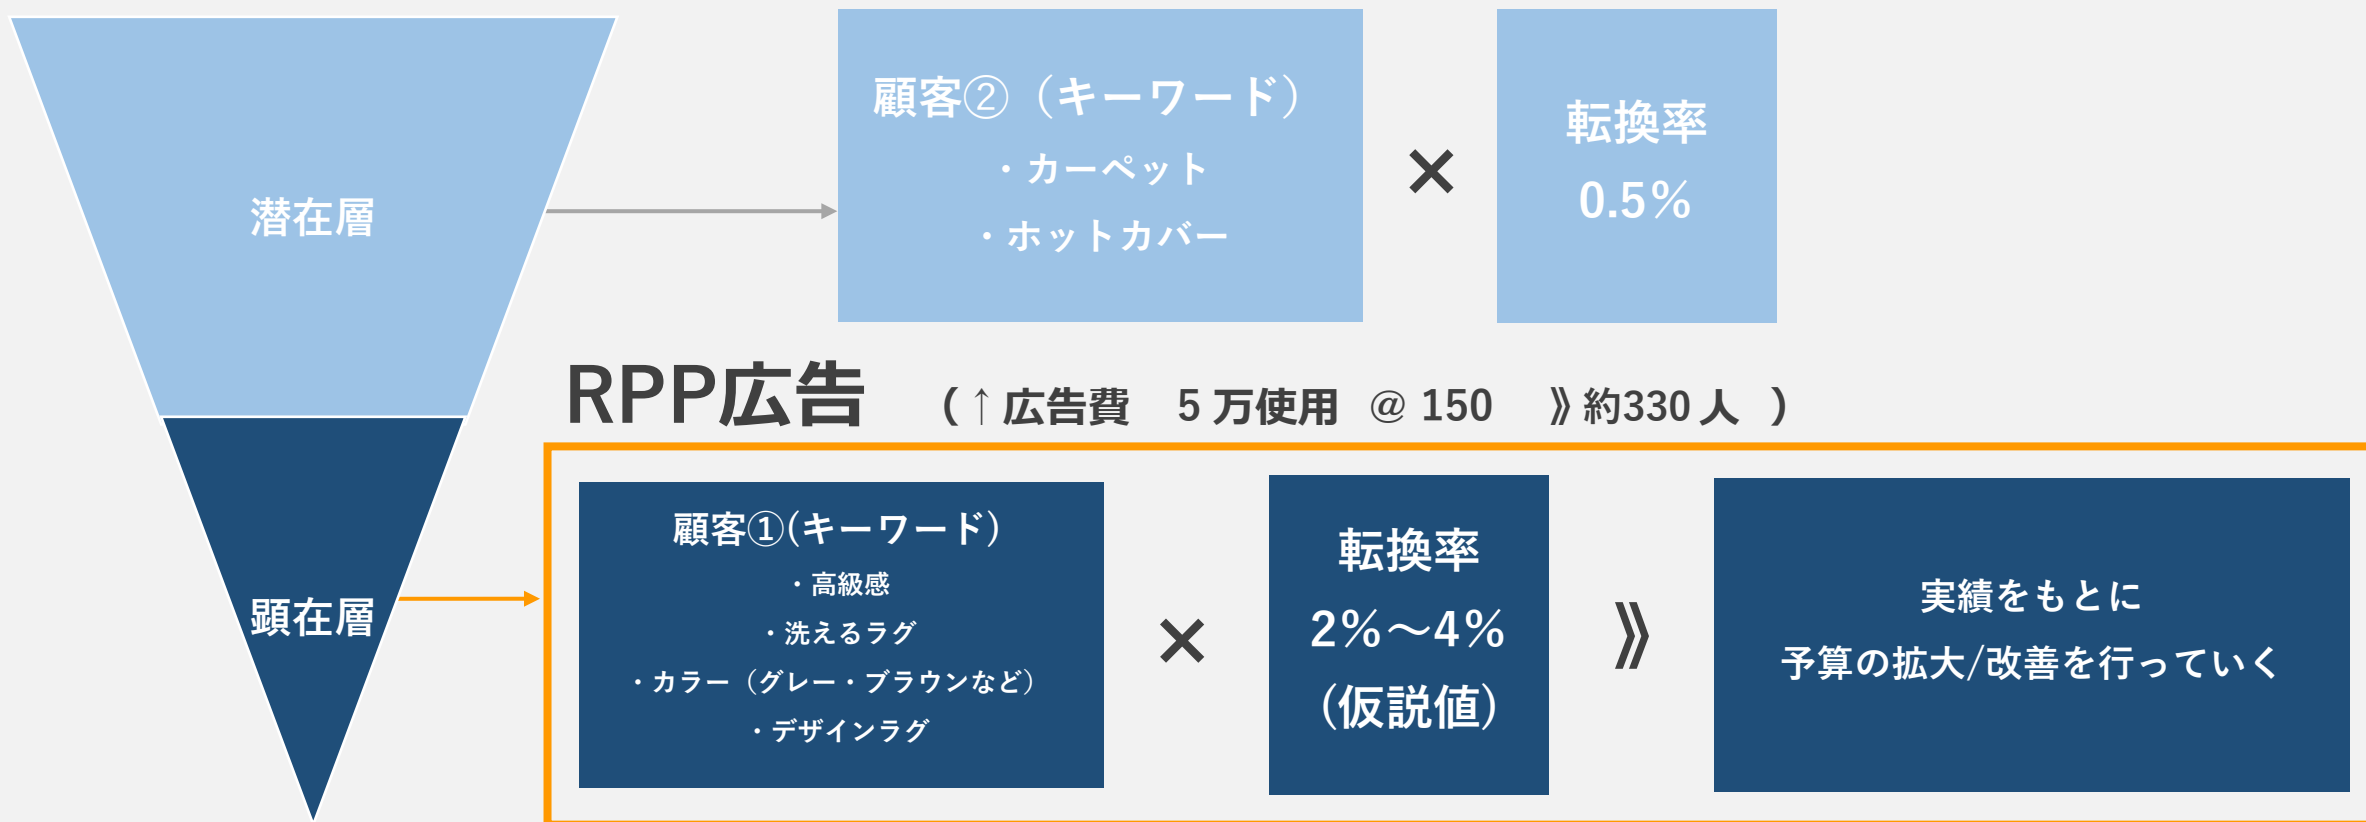 潜在層
顧客②（キーワード）
・カーペット
・ホットカバー
×
転換率
0.5%
RPP広告 （↑広告費 5万使用 @150 》約330人 ）
顕在層
顧客①(キーワード）
・高級感
・洗えるラグ
・カラー（グレー・ブラウンなど）
・デザインラグ
×
転換率
2%～4%
（仮説値）
》
実績をもとに
予算の拡大/改善を行っていく